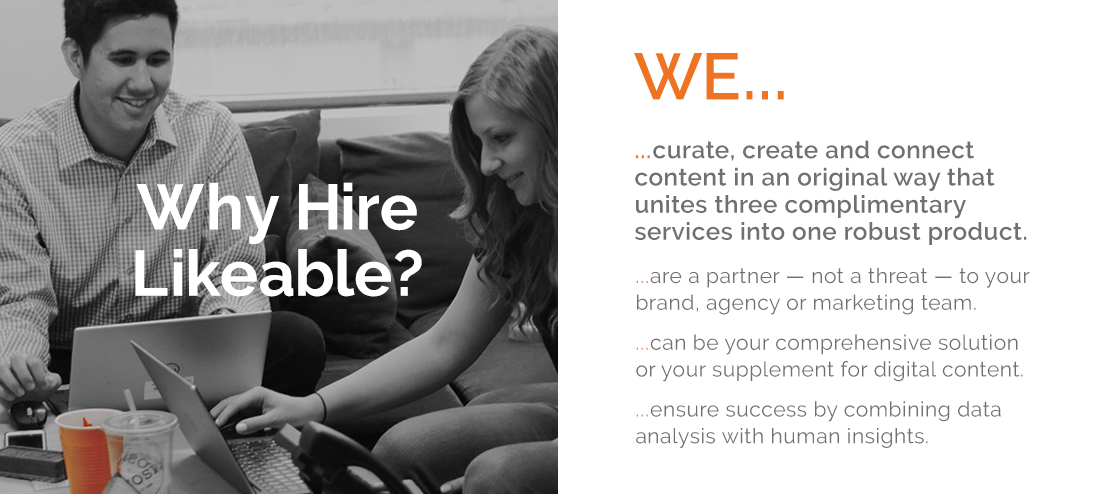 Why Hire
Likeable?
WE...
...curate, create and connect
content in an original way that
unites three complimentary
services into one robust product.
...are a partner — not a threat — to your
brand, agency or marketing team.
...can be your comprehensive solution
or your supplement for digital content.
...ensure success by combining data
analysis with human insights.